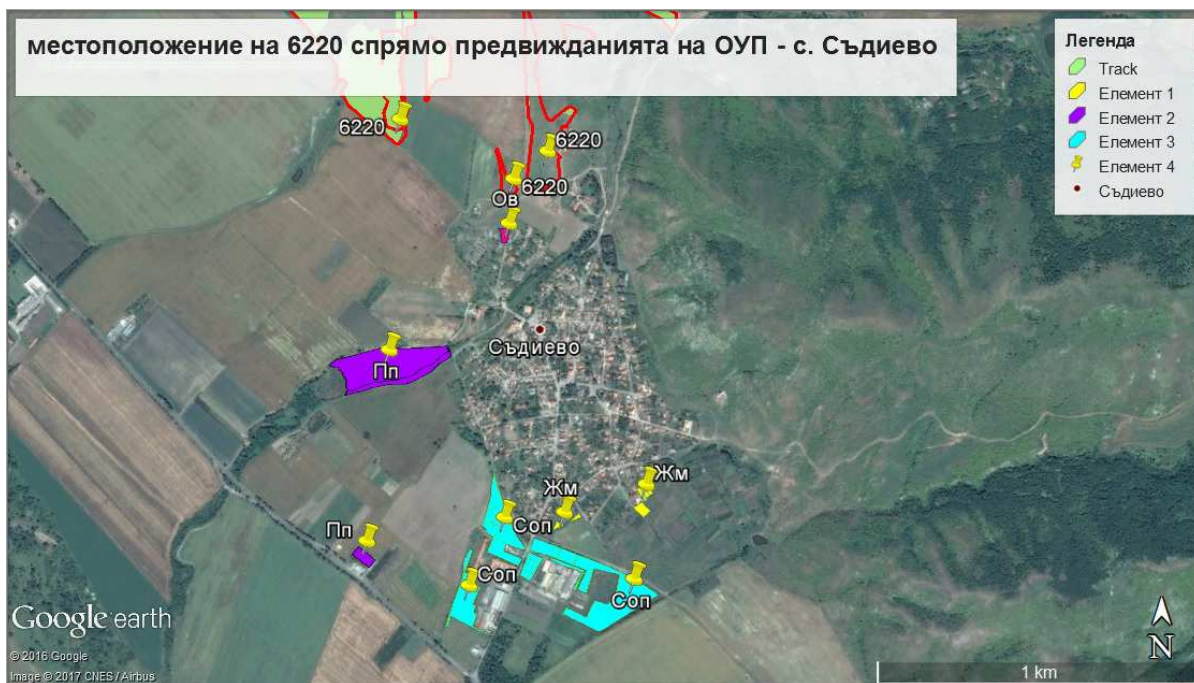 местоположение на 6220 спрямо предвижданията на ОУП - с. Съдиево
Легенда
Track
Елемент 1
Елемент 2
Елемент 3
Елемент 4
Съдиево
6220
6220
6220
Ов
Съдиево
Пп
Жм
Жм
Соп
Пп
Соп
Соп
Google earth
© 2016 Google
Image © 2017 CNES / Airbus
N
1 km